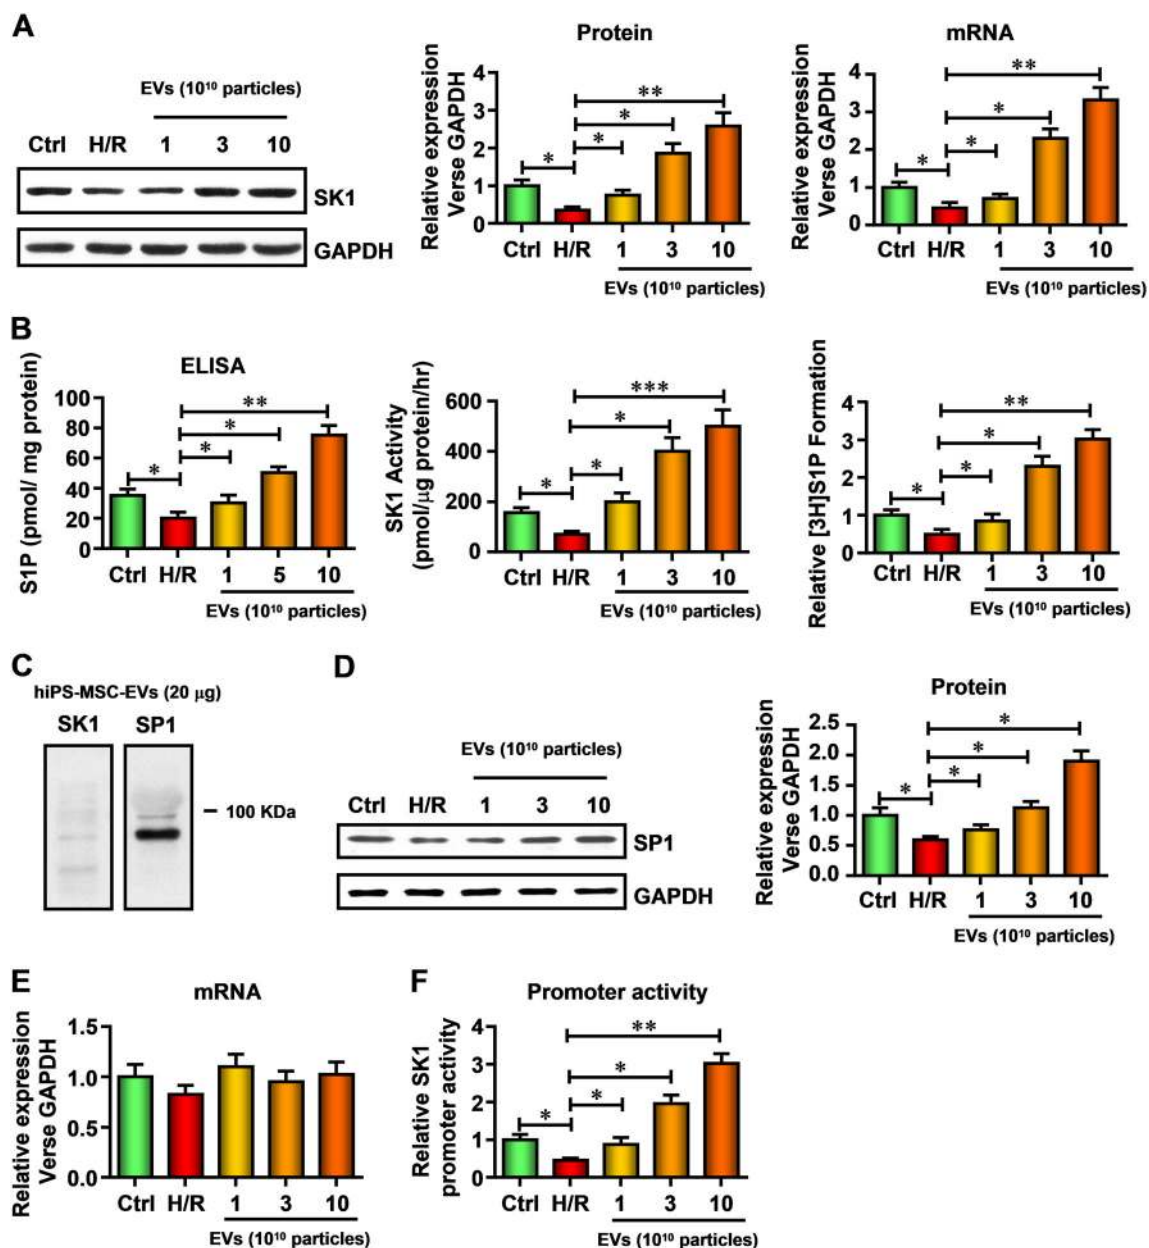 A
EVs (10¹⁰ particles)
Ctrl H/R 1 3 10
SK1
GAPDH
Protein
Relative expression
Verse GAPDH
4
3
2
1
0
* * * **
Ctrl H/R 1 3 10
EVs (10¹⁰ particles)
mRNA
Relative expression
Verse GAPDH
4
3
2
1
0
* * * **
Ctrl H/R 1 3 10
EVs (10¹⁰ particles)
B
ELISA
S1P (pmol/ mg protein)
100
80
60
40
20
0
* * * **
Ctrl H/R 1 5 10
EVs (10¹⁰ particles)
SK1 Activity
(pmol/μg protein/hr)
600
400
200
0
* * * ***
Ctrl H/R 1 3 10
EVs (10¹⁰ particles)
Relative [3H]S1P Formation
4
3
2
1
0
* * * **
Ctrl H/R 1 3 10
EVs (10¹⁰ particles)
C
hiPS-MSC-EVs (20 μg)
SK1 SP1
100 KDa
D
EVs (10¹⁰ particles)
Ctrl H/R 1 3 10
SP1
GAPDH
Protein
Relative expression
Verse GAPDH
2.5
2.0
1.5
1.0
0.5
0.0
* * * *
Ctrl H/R 1 3 10
EVs (10¹⁰ particles)
E
mRNA
Relative expression
Verse GAPDH
1.5
1.0
0.5
0.0
Ctrl H/R 1 3 10
EVs (10¹⁰ particles)
F
Promoter activity
Relative SK1
promoter activity
4
3
2
1
0
* * * **
Ctrl H/R 1 3 10
EVs (10¹⁰ particles)